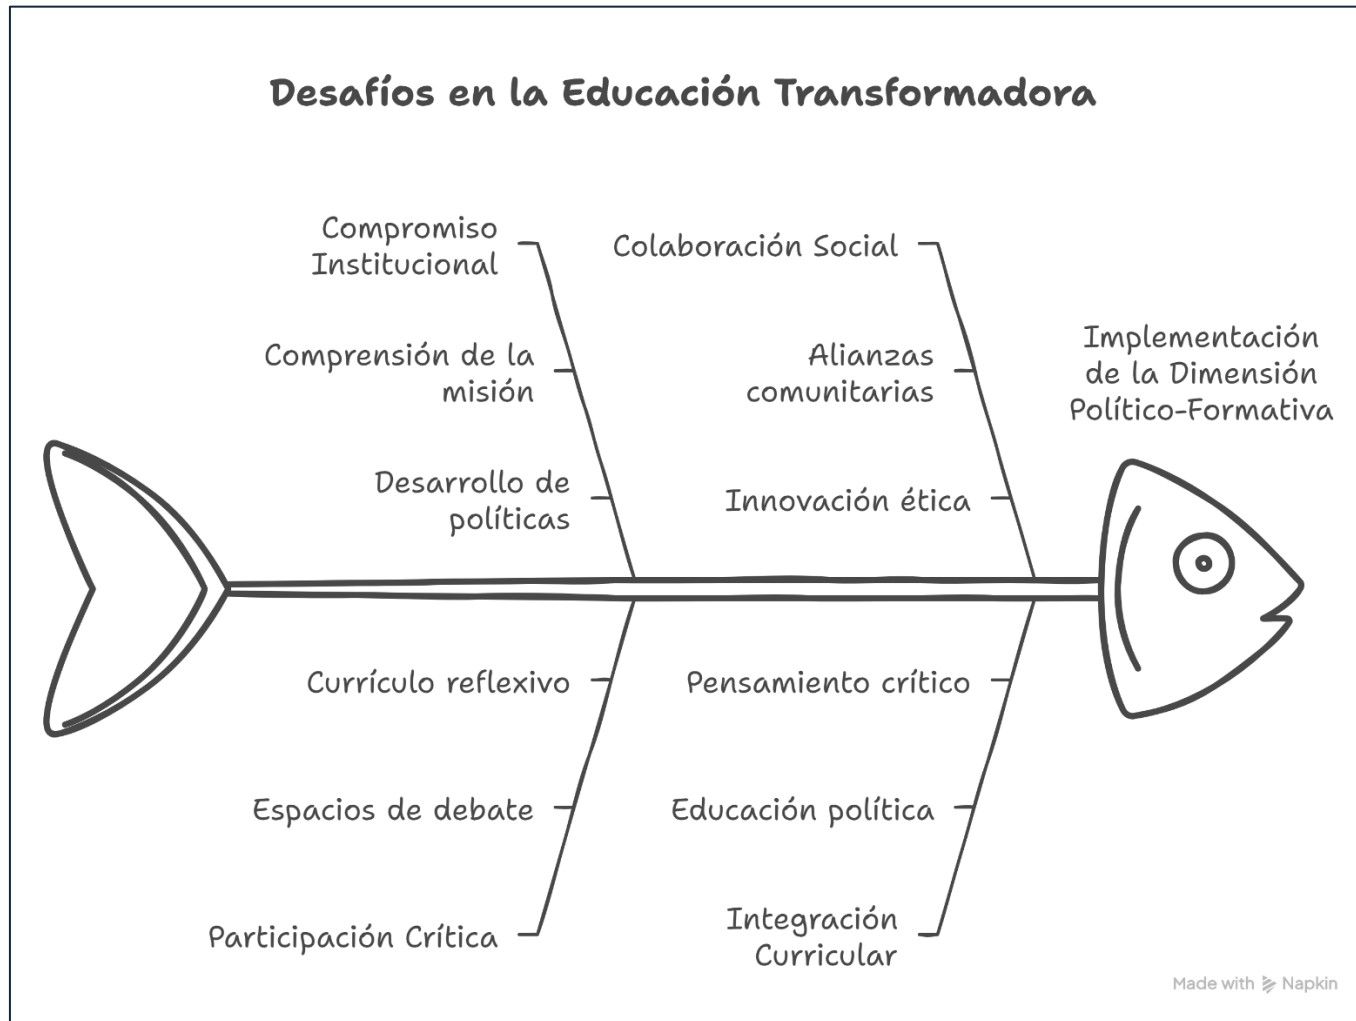 Desafíos en la Educación Transformadora
Compromiso
Institucional
Colaboración Social
Comprensión de la
misión
Alianzas
comunitarias
Implementación
de la Dimensión
Político-Formativa
Desarrollo de
políticas
Innovación ética
Currículo reflexivo
Pensamiento crítico
Espacios de debate
Educación política
Participación Crítica
Integración
Curricular
Made with Napkin